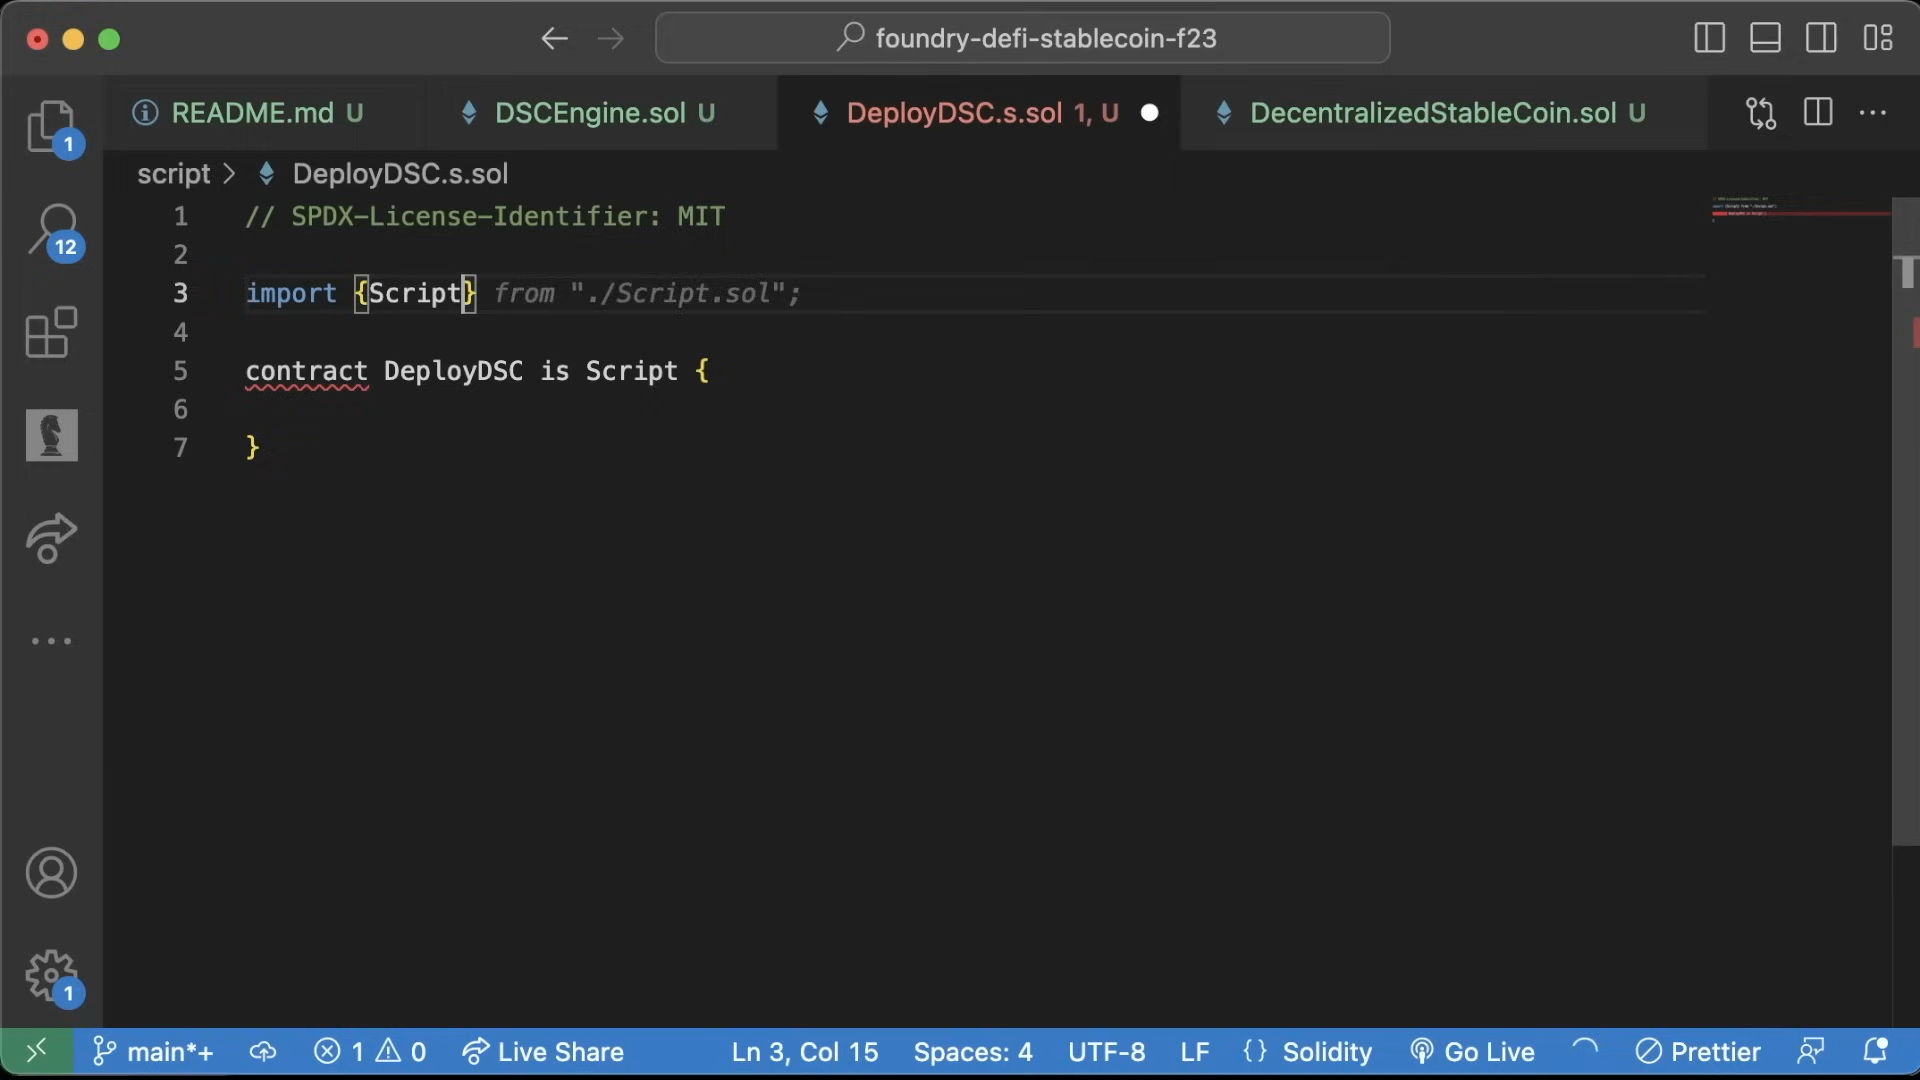 foundry-defi-stablecoin-f23
README.md U
DSCEngine.sol U
DeployDSC.s.sol 1, U
DecentralizedStableCoin.sol U
script > DeployDSC.s.sol
1 // SPDX-License-Identifier: MIT
2
3 import {Script} from "./Script.sol";
4
5 contract DeployDSC is Script {
6
7 }
1
12
1
main*+
1 0
Live Share
Ln 3, Col 15
Spaces: 4
UTF-8
LF
{} Solidity
Go Live
Prettier